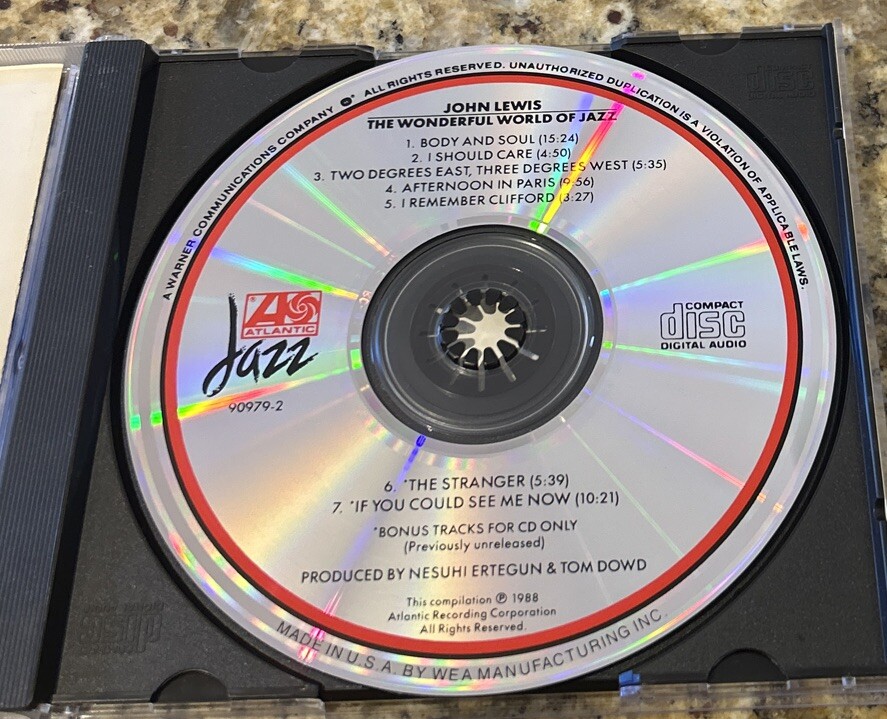 A WARNER COMMUNICATIONS COMPANY ALL RIGHTS RESERVED. UNAUTHORIZED DUPLICATION IS A VIOLATION OF APPLICABLE LAWS.
JOHN LEWIS
THE WONDERFUL WORLD OF JAZZ
1. BODY AND SOUL (15:24)
2. I SHOULD CARE (4:50)
3. TWO DEGREES EAST, THREE DEGREES WEST (5:35)
4. AFTERNOON IN PARIS (9:56)
5. I REMEMBER CLIFFORD (3:27)
ATLANTIC
Jazz
90979-2
COMPACT
disc
DIGITAL AUDIO
6. *THE STRANGER (5:39)
7. *IF YOU COULD SEE ME NOW (10:21)
*BONUS TRACKS FOR CD ONLY
(Previously unreleased)
PRODUCED BY NESUHI ERTEGUN & TOM DOWD
This compilation ℗ 1988
Atlantic Recording Corporation
All Rights Reserved.
MADE IN U.S.A. BY WEA MANUFACTURING INC.